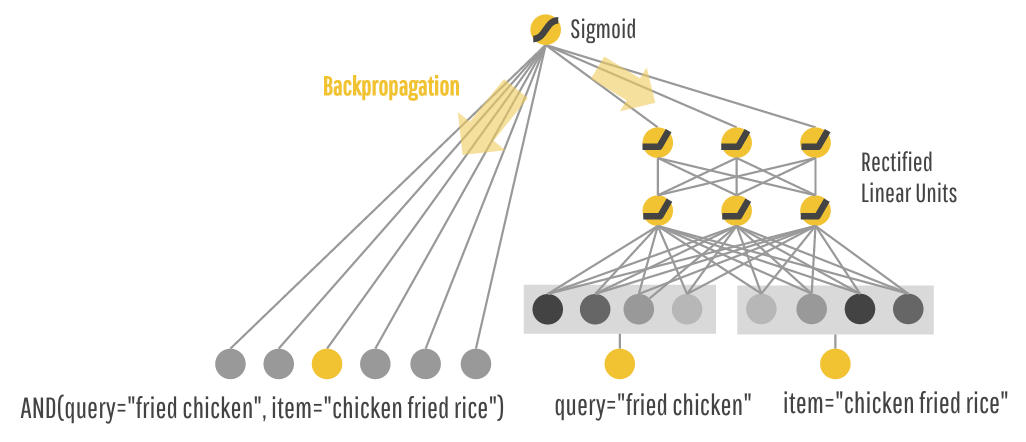 Sigmoid
Backpropagation
Rectified
Linear Units
AND(query="fried chicken", item="chicken fried rice")
query="fried chicken"
item="chicken fried rice"